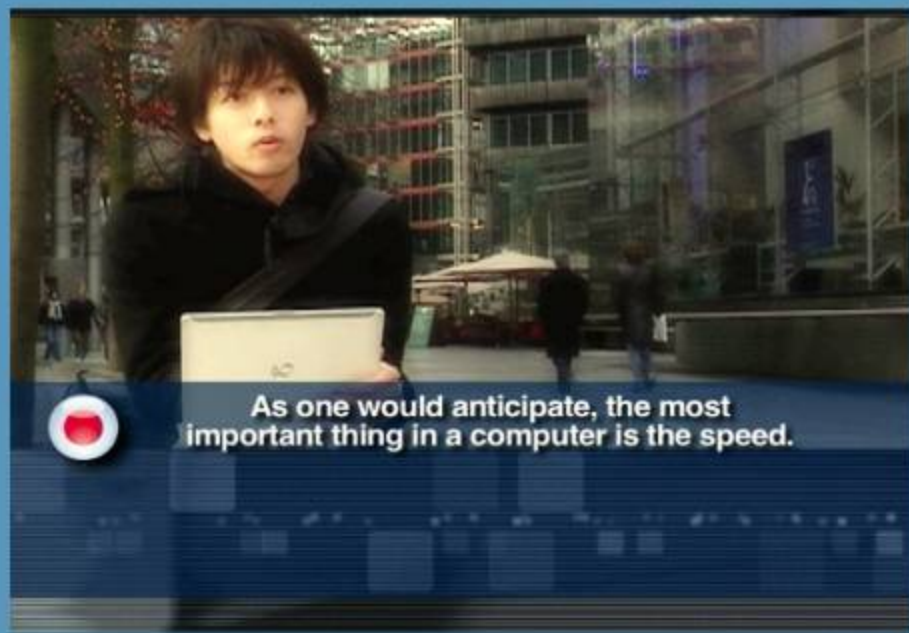 As one would anticipate, the most
important thing in a computer is the speed.